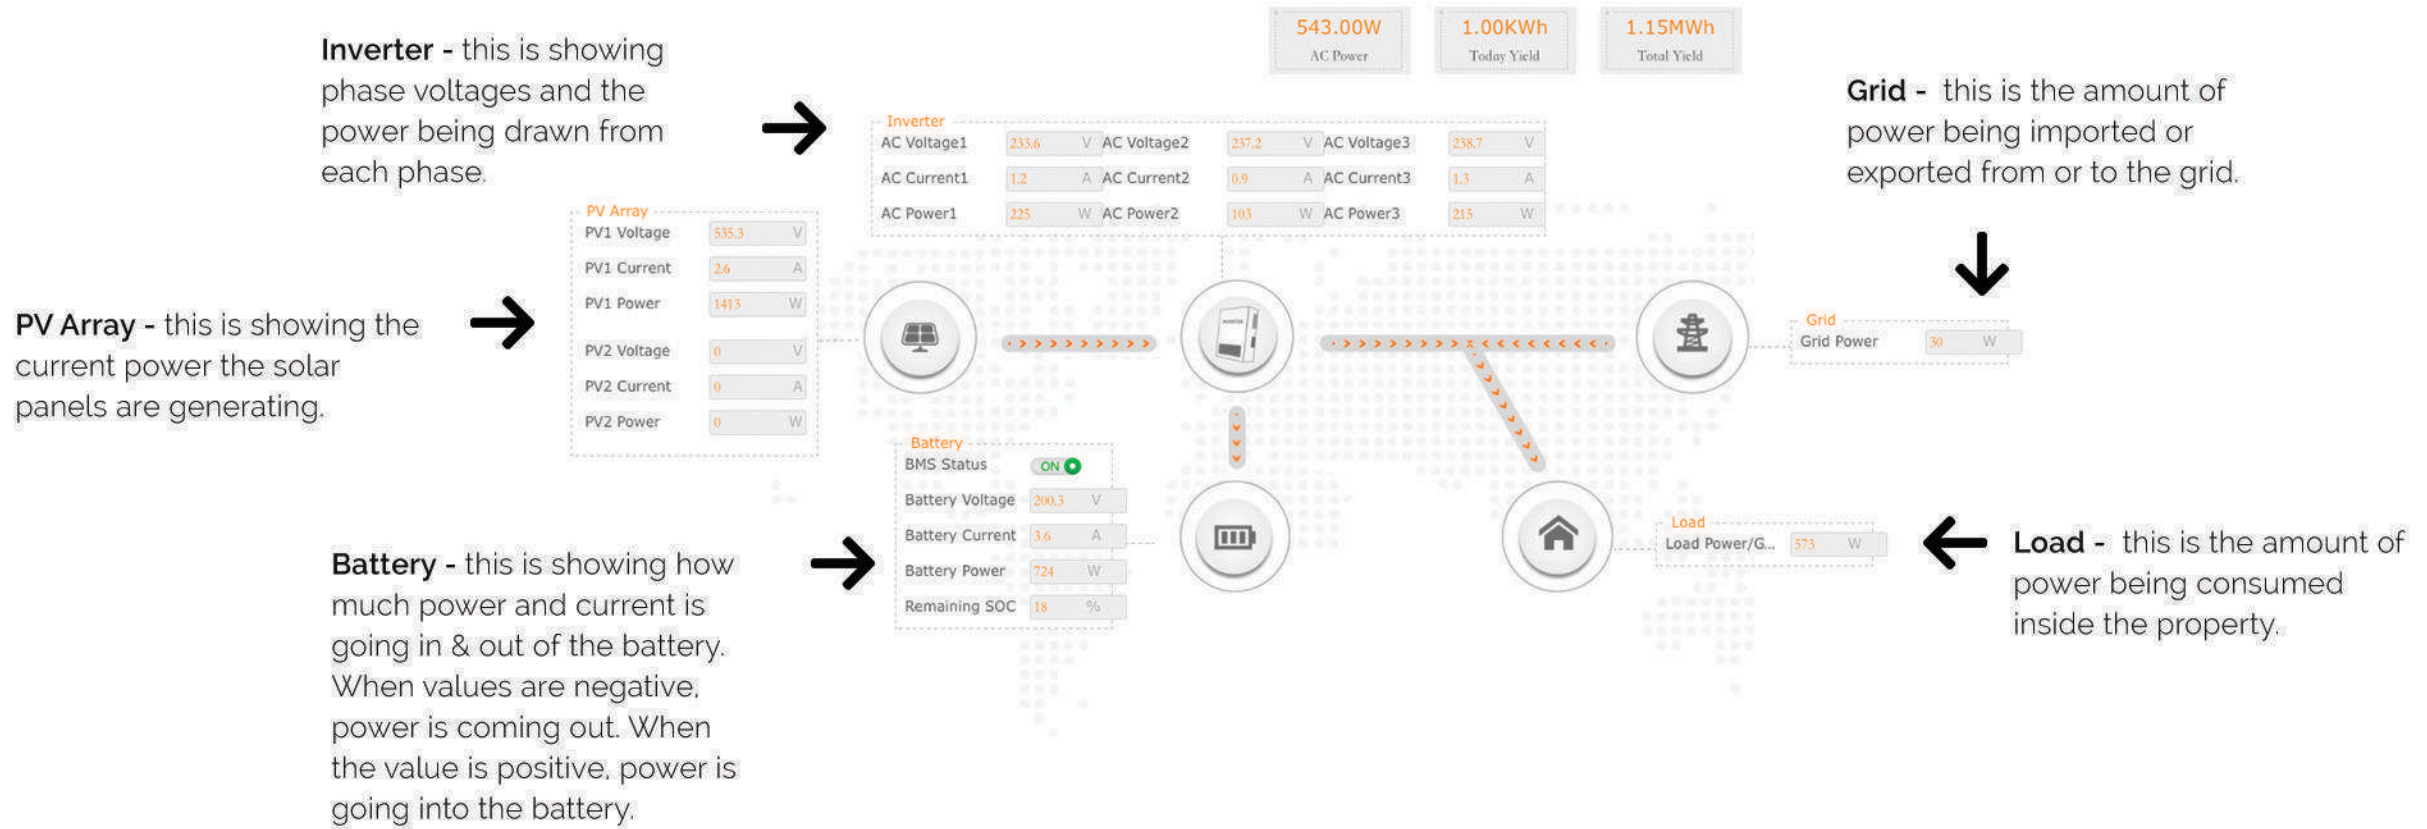 543.00W
AC Power
1.00KWh
Today Yield
1.15MWh
Total Yield
Inverter - this is showing
phase voltages and the
power being drawn from
each phase.
Grid - this is the amount of
power being imported or
exported from or to the grid.
Inverter
AC Voltage1 233.6 V AC Voltage2 237.2 V AC Voltage3 238.7 V
AC Current1 1.2 A AC Current2 0.9 A AC Current3 1.3 A
AC Power1 225 W AC Power2 103 W AC Power3 215 W
PV Array
PV1 Voltage 535.3 V
PV1 Current 2.6 A
PV1 Power 1413 W
PV2 Voltage 0 V
PV2 Current 0 A
PV2 Power 0 W
PV Array - this is showing the
current power the solar
panels are generating.
INVERTER
Grid
Grid Power 30 W
Battery
BMS Status ON
Battery Voltage 200.3 V
Battery Current 3.6 A
Battery Power 724 W
Remaining SOC 18 %
Load
Load Power/G... 573 W
Battery - this is showing how
much power and current is
going in & out of the battery.
When values are negative,
power is coming out. When
the value is positive, power is
going into the battery.
Load - this is the amount of
power being consumed
inside the property.